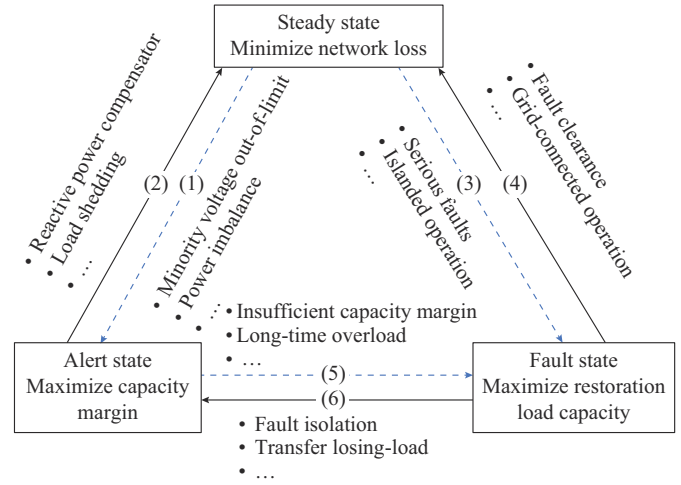 Steady state
Minimize network loss
• Reactive power compensator
• Load shedding
• …
(2)
(1)
• Minority voltage out-of-limit
• Power imbalance
• …
• Serious faults
• Islanded operation
• …
(3)
(4)
• Fault clearance
• Grid-connected operation
• …
• Insufficient capacity margin
• Long-time overload
• …
Alert state
Maximize capacity
margin
(5)
(6)
Fault state
Maximize restoration
load capacity
• Fault isolation
• Transfer losing-load
• …